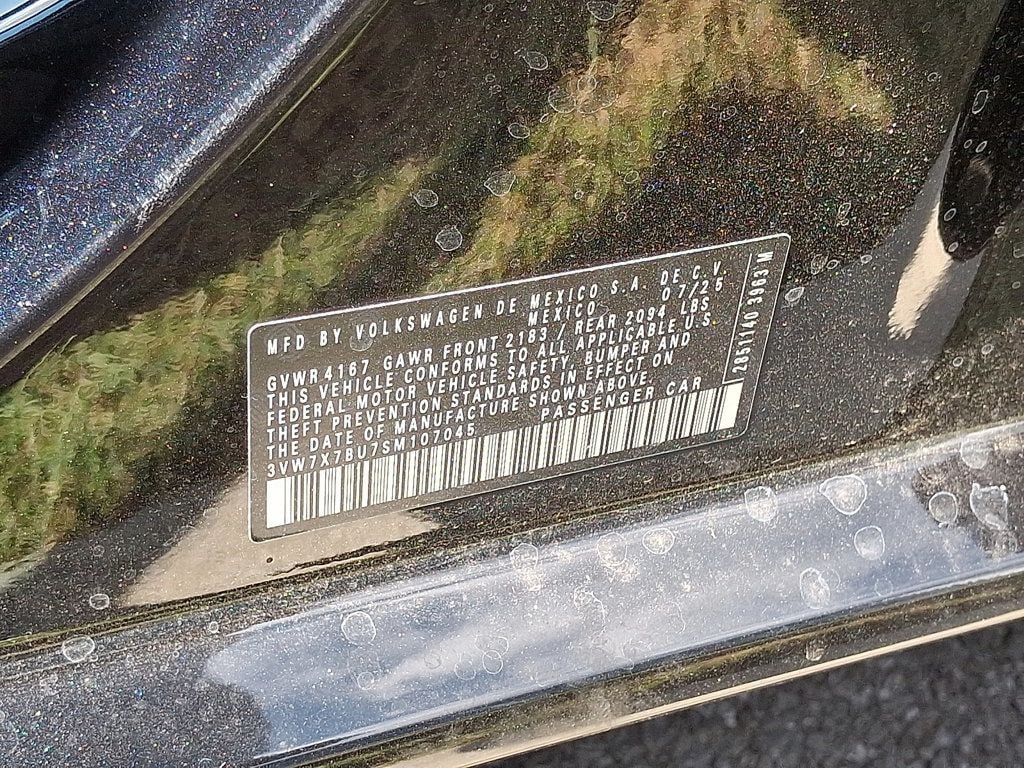 MFD BY VOLKSWAGEN DE MEXICO S.A. DE C.V.
MEXICO 07/25
GVWR 4167 GAWR FRONT 2183 / REAR 2094 LBS
THIS VEHICLE CONFORMS TO ALL APPLICABLE U.S.
FEDERAL MOTOR VEHICLE SAFETY, BUMPER AND
THEFT PREVENTION STANDARDS IN EFFECT ON
THE DATE OF MANUFACTURE SHOWN ABOVE.
3VW7X7BU7SM107045 PASSENGER CAR
2051140 3963 M